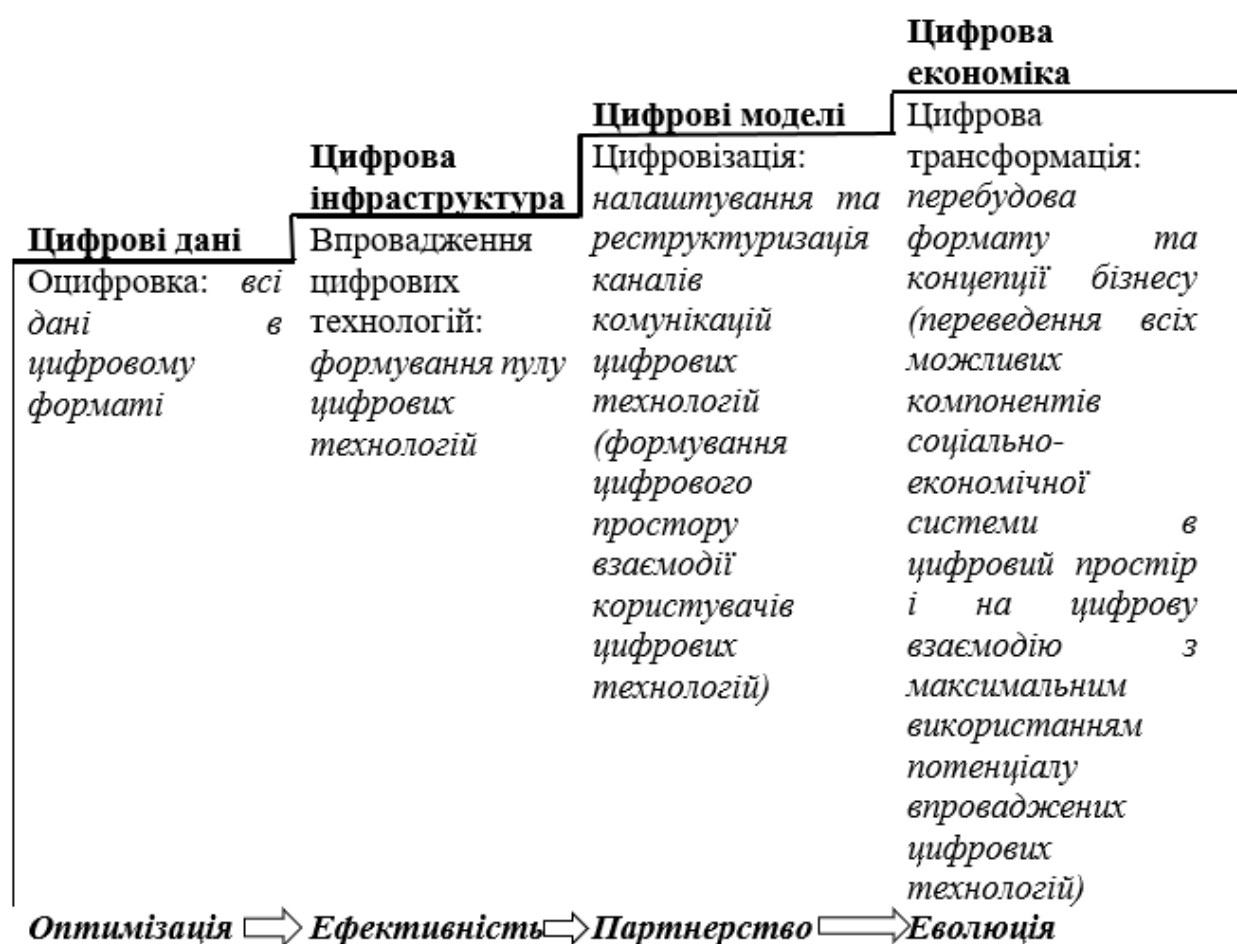 Цифрові дані
Оцифровка: всі
дані в
цифровому
форматі
Цифрова
інфраструктура
Впровадження
цифрових
технологій:
формування пулу
цифрових
технологій
Цифрові моделі
Цифровізація:
налаштування та
реструктуризація
каналів
комунікацій
цифрових
технологій
(формування
цифрового
простору
взаємодії
користувачів
цифрових
технологій)
Цифрова
економіка
Цифрова
трансформація:
перебудова
формату та
концепції бізнесу
(переведення всіх
можливих
компонентів
соціально-
економічної
системи в
цифровий простір
і на цифрову
взаємодію з
максимальним
використанням
потенціалу
впроваджених
цифрових
технологій)
Оптимізація Ефективність Партнерство Еволюція